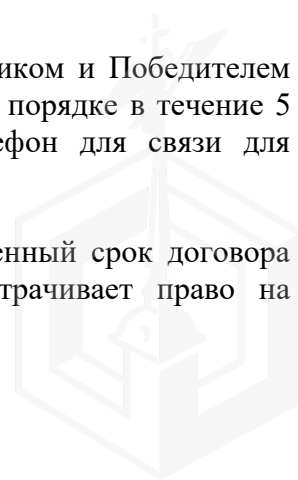 иком и Победителем
порядке в течение 5
ефон для связи для
енный срок договора
трачивает право на